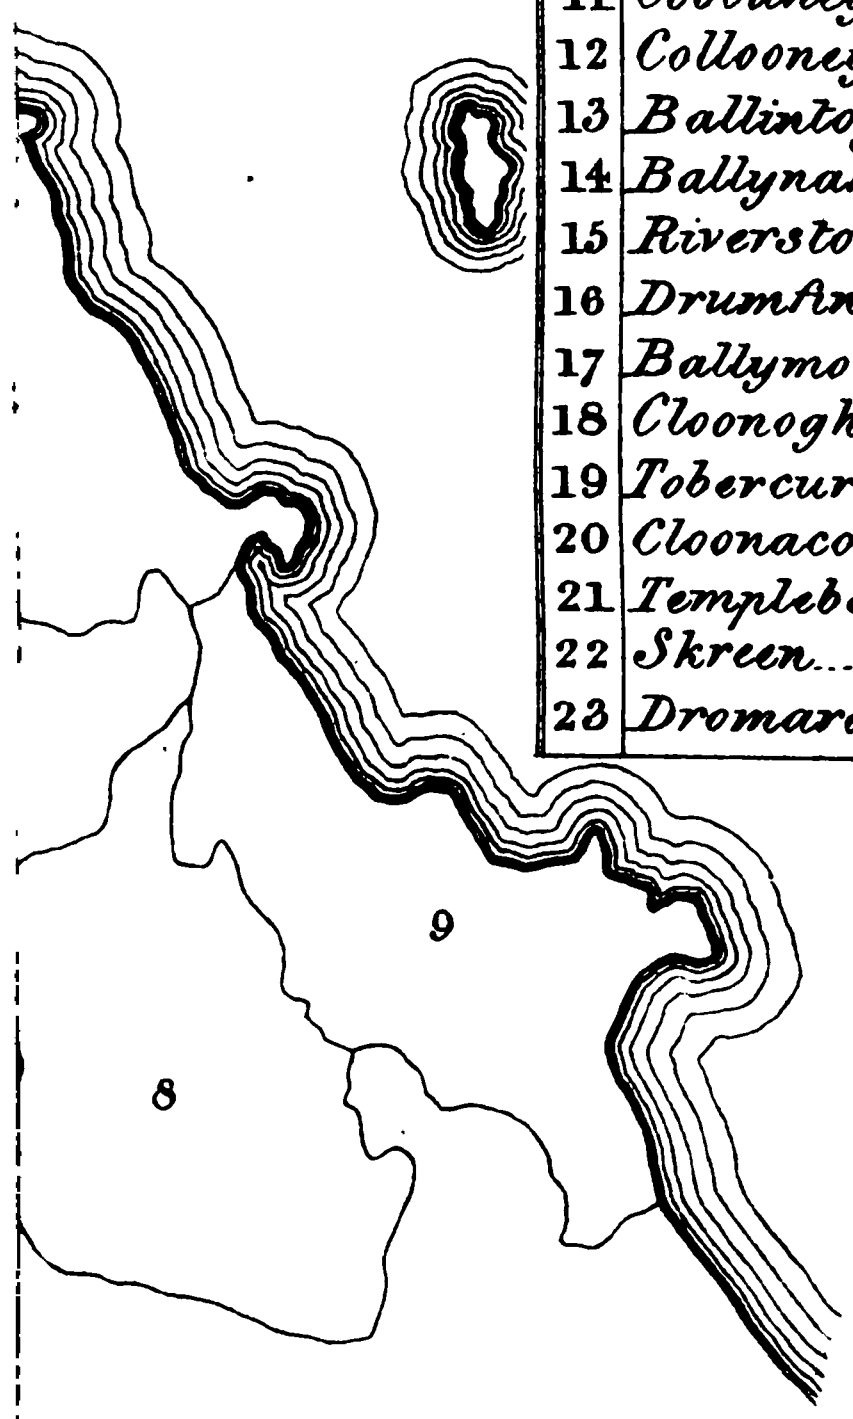 12 Collooney
13 Ballinto
14 Ballyna
15 Riversto
16 Drumfin
17 Ballymo
18 Cloonogh
19 Tobercur
20 Cloonaco
21 Templeb
22 Skreen...
23 Dromar
9
8